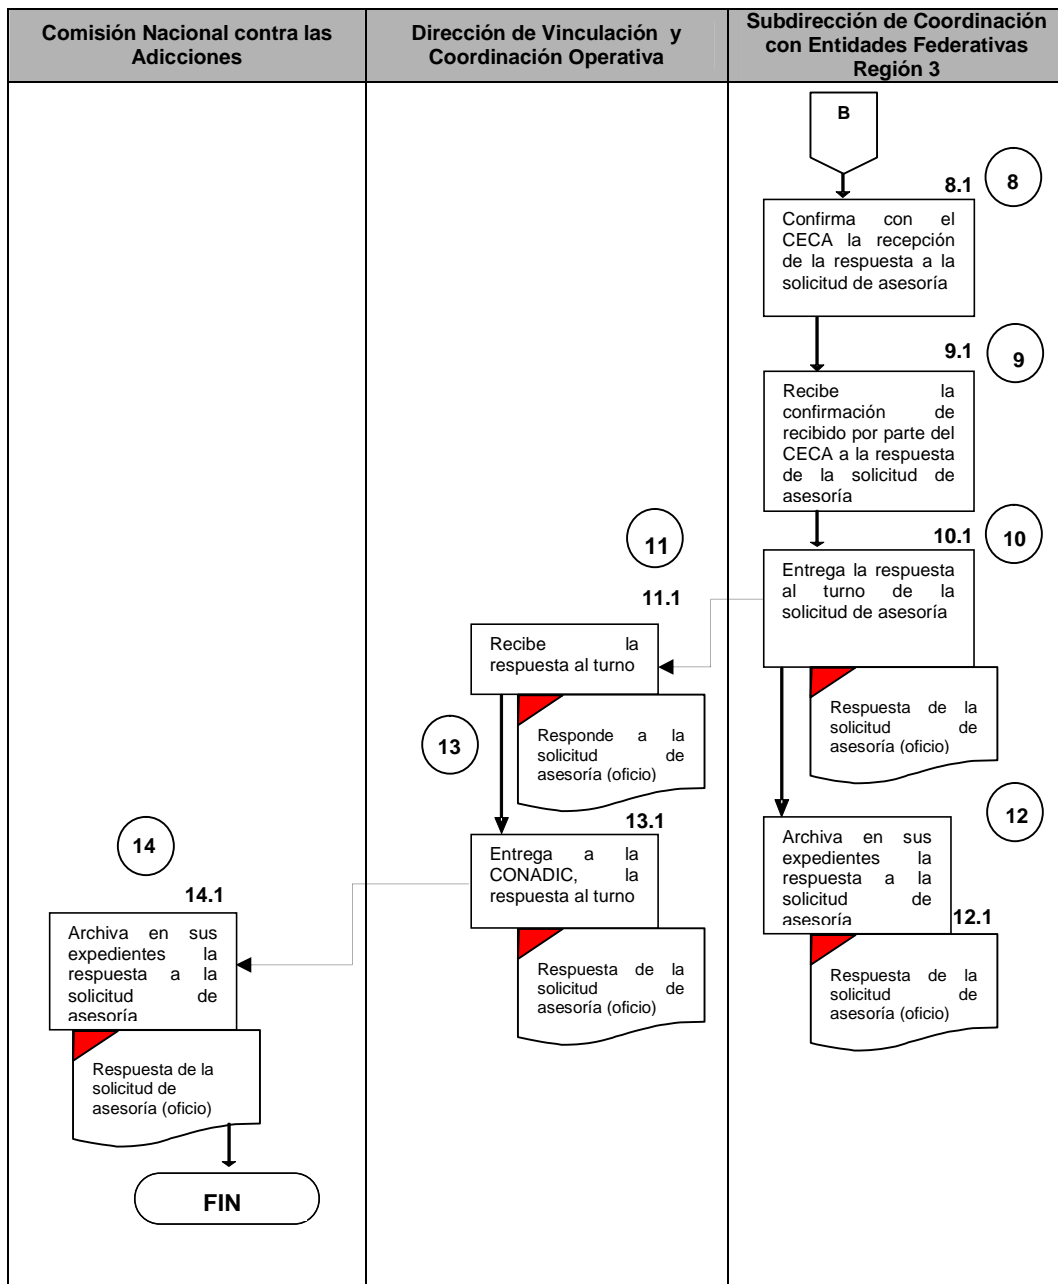 Comisión Nacional contra las
Adicciones
Dirección de Vinculación y
Coordinación Operativa
Subdirección de Coordinación
con Entidades Federativas
Región 3
B
8.1
8
Confirma con el
CECA la recepción
de la respuesta a la
solicitud de asesoría
9.1
9
Recibe la
confirmación de
recibido por parte del
CECA a la respuesta
de la solicitud de
asesoría
10.1
10
Entrega la respuesta
al turno de la
solicitud de asesoría
Respuesta de la
solicitud de
asesoría (oficio)
11
11.1
Recibe la
respuesta al turno
Responde a la
solicitud de
asesoría (oficio)
12
Archiva en sus
expedientes la
respuesta a la
solicitud de
asesoría
12.1
Respuesta de la
solicitud de
asesoría (oficio)
13
13.1
Entrega a la
CONADIC, la
respuesta al turno
Respuesta de la
solicitud de
asesoría (oficio)
14
14.1
Archiva en sus
expedientes la
respuesta a la
solicitud de
asesoría
Respuesta de la
solicitud de
asesoría (oficio)
FIN